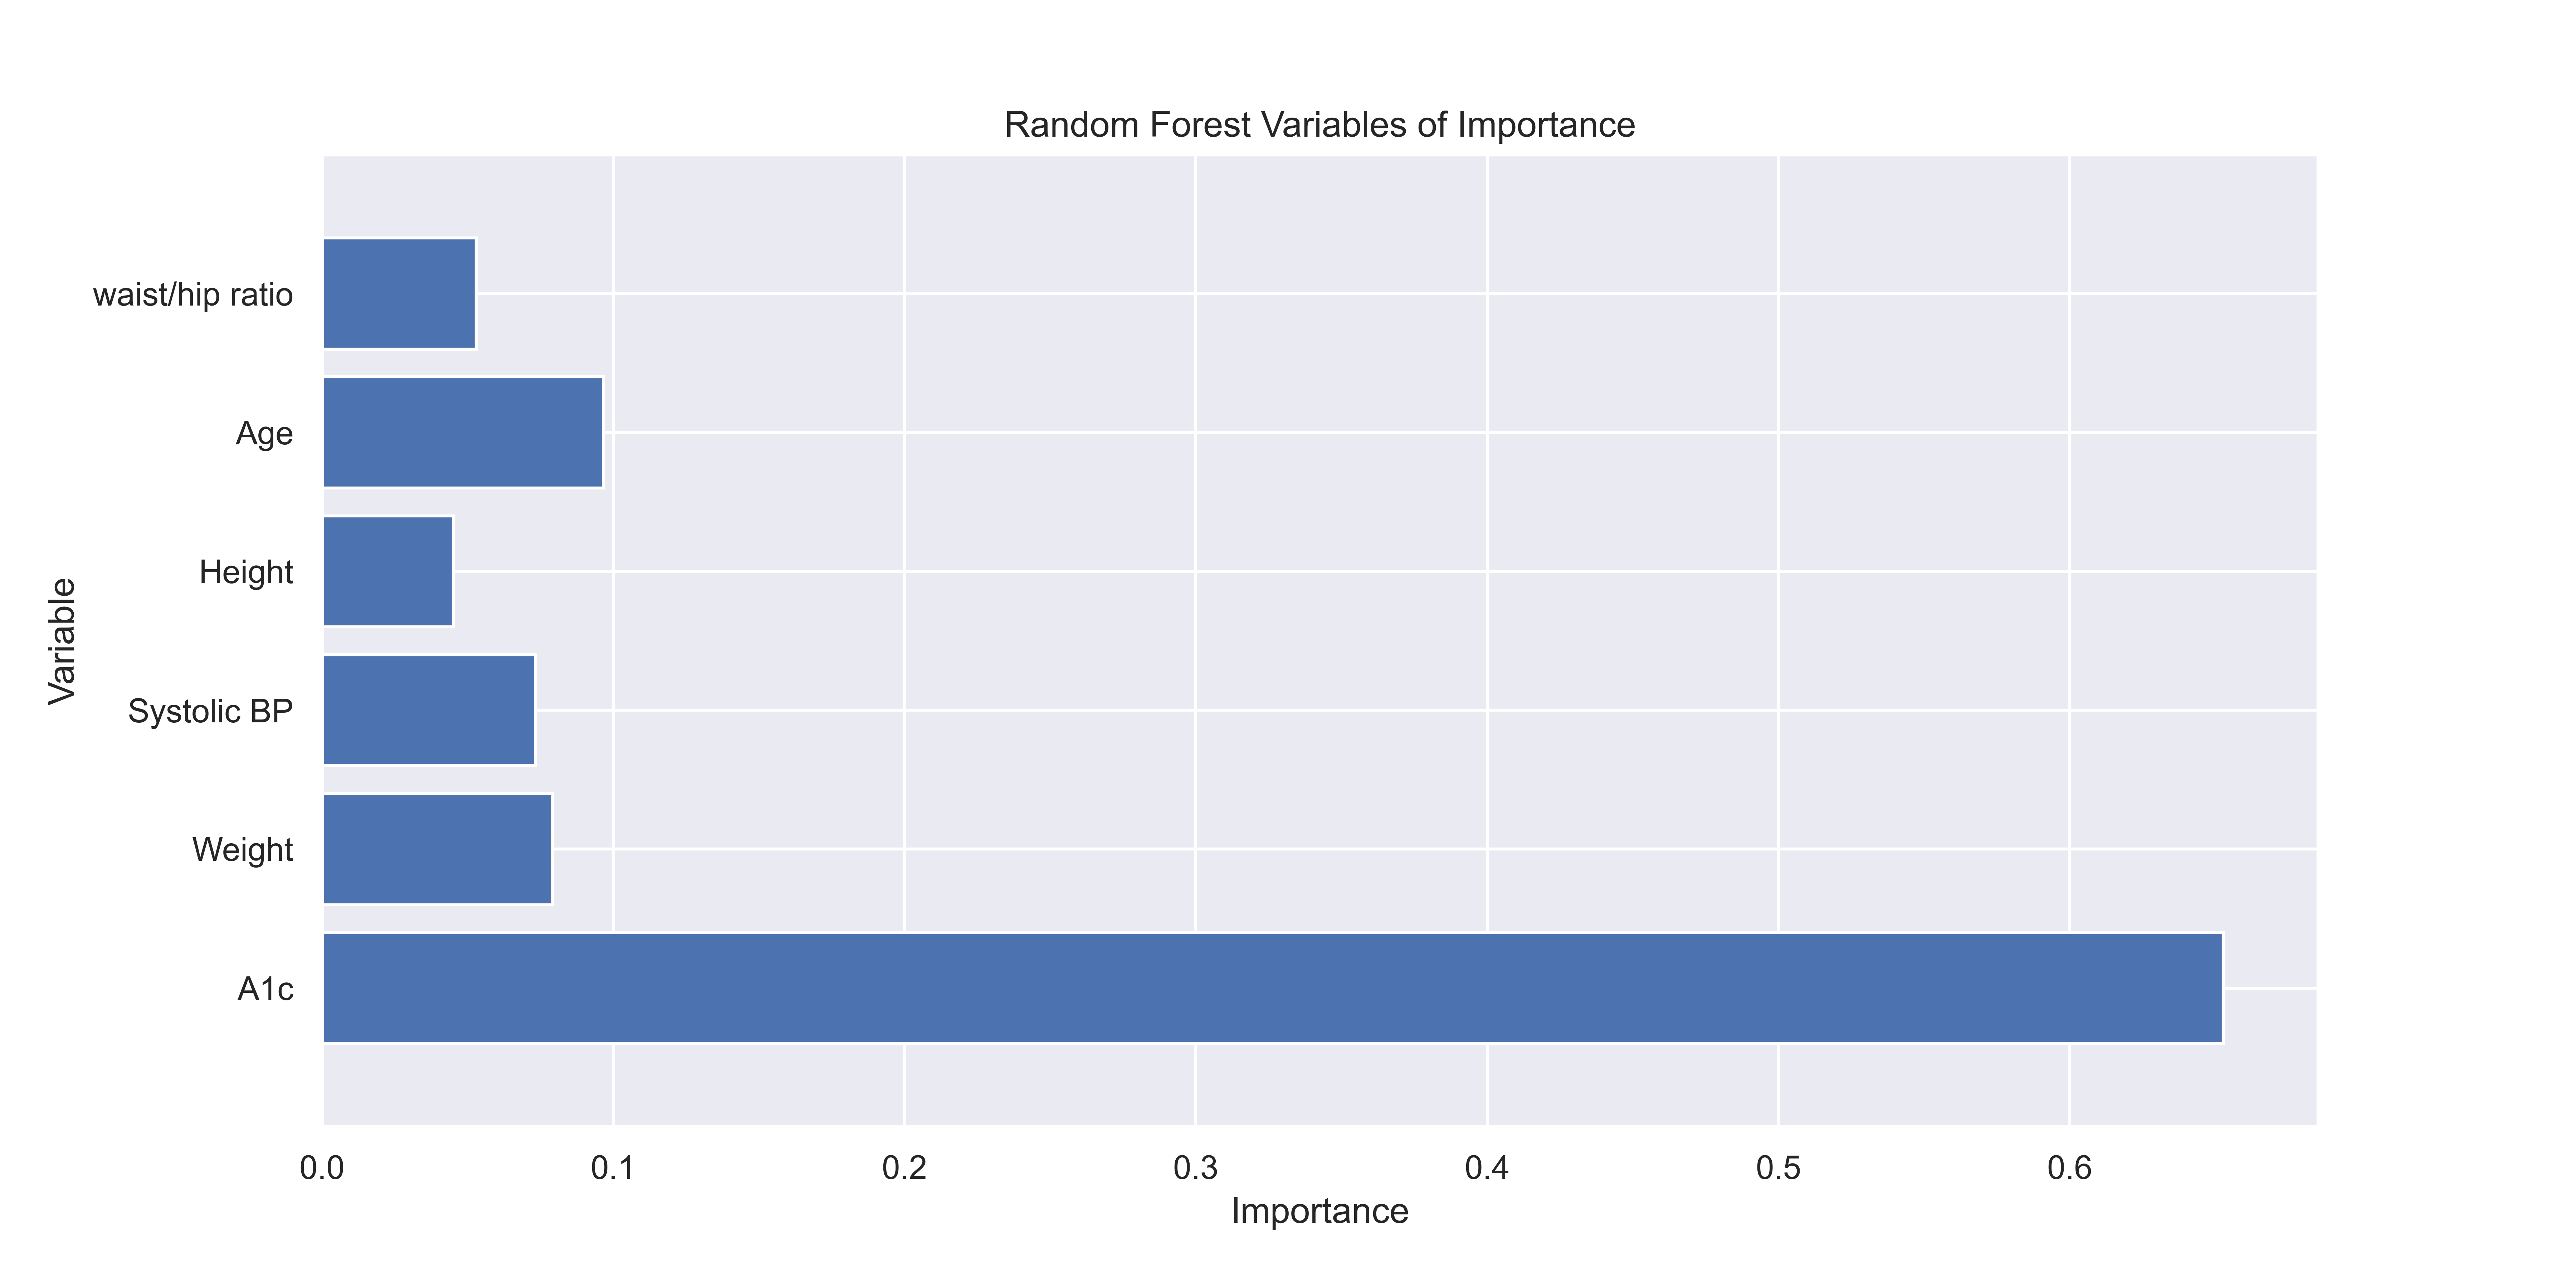 Random Forest Variables of Importance
waist/hip ratio
Age
Height
Systolic BP
Weight
A1c
Variable
0.0 0.1 0.2 0.3 0.4 0.5 0.6
Importance